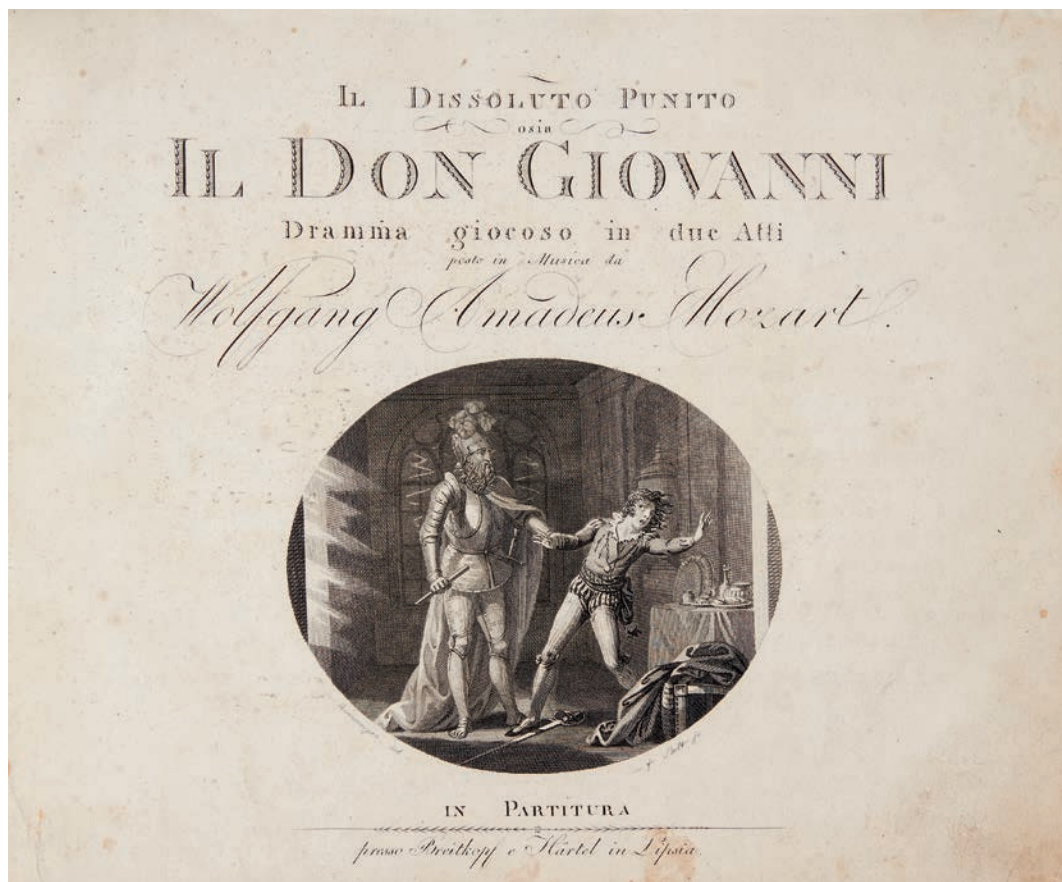 Il Dissoluto Punito
osia
Il Don Giovanni
Dramma giocoso in due Atti
posto in Musica da
Wolfgang Amadeus Mozart.
in Partitura
presso Breitkopf e Härtel in Lipsia.